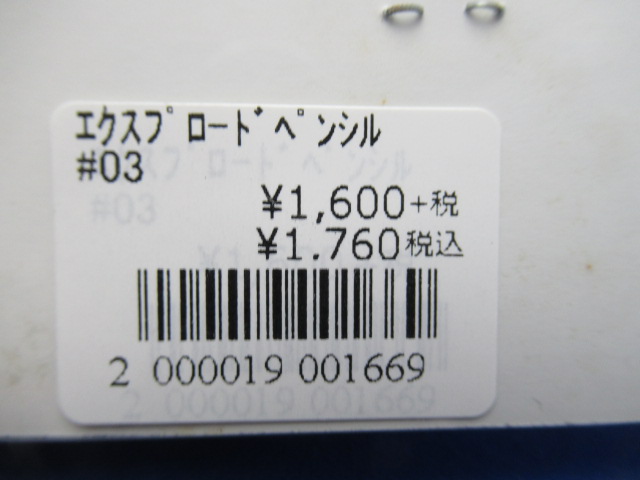 ｴｸｽﾌﾟﾛｰﾄﾞﾍﾟﾝｼﾙ
#03
¥1,600+税
¥1.760税込
2 000019 001669